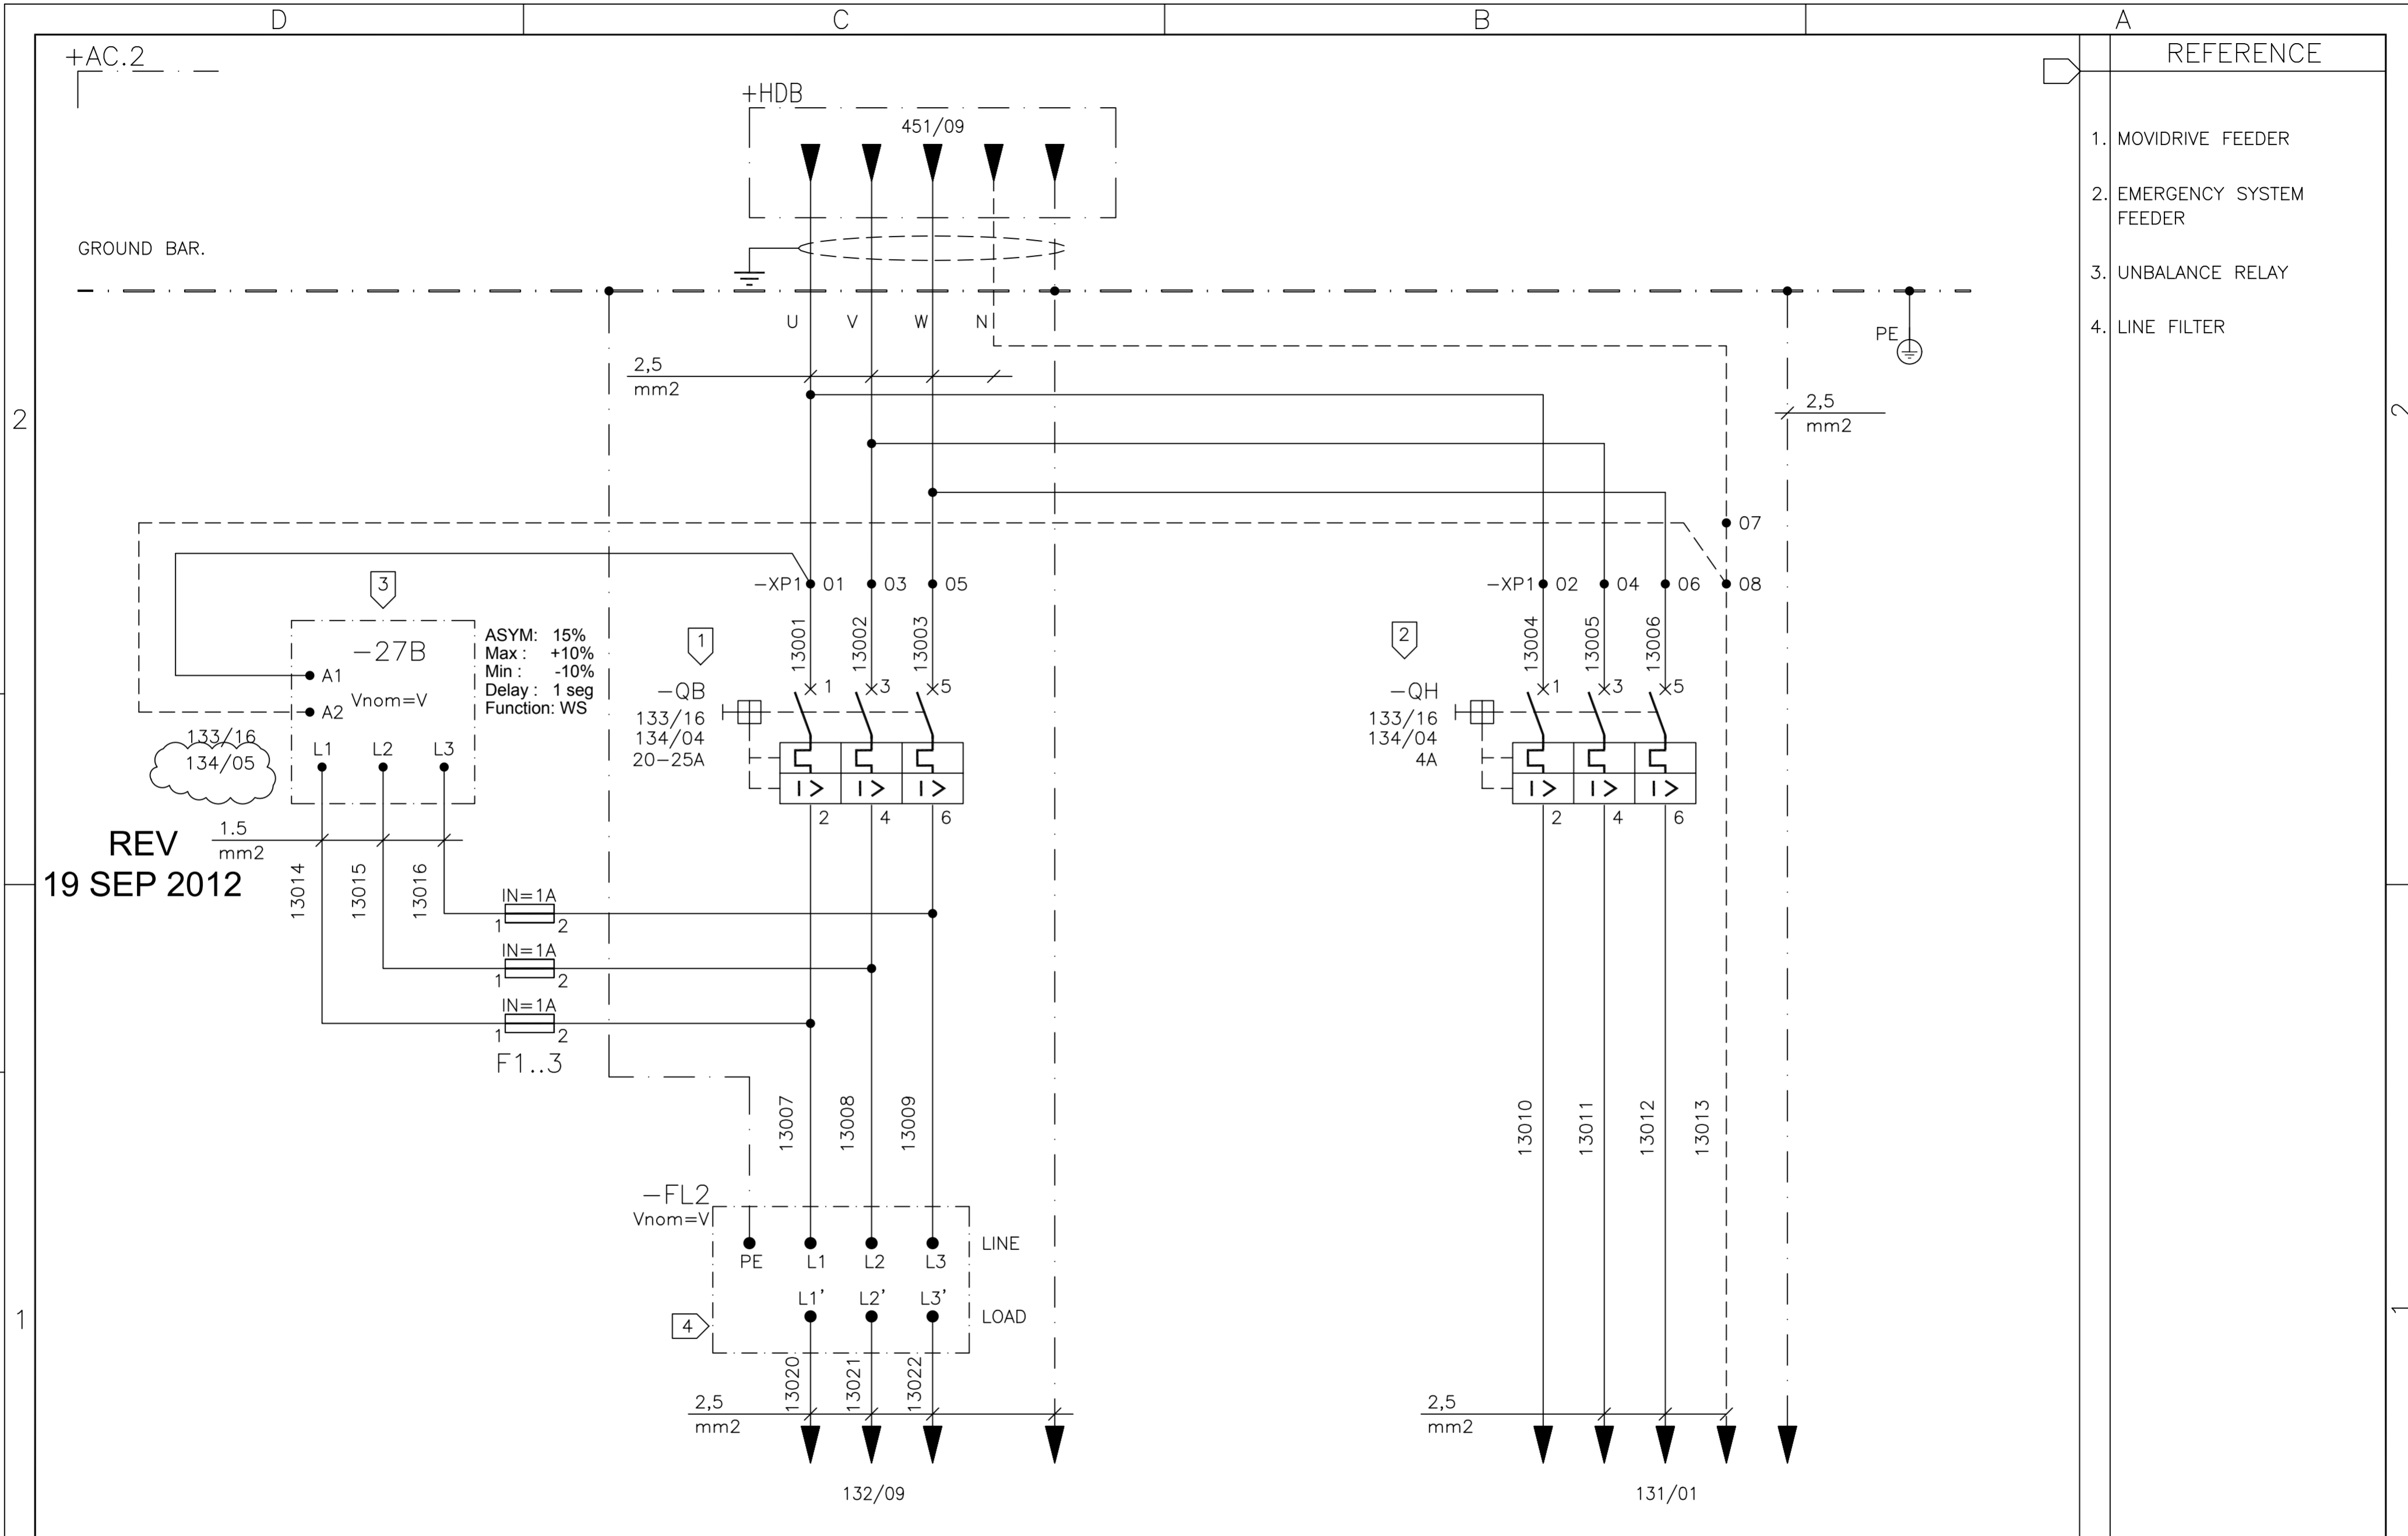 D
C
B
A
+AC.2
REFERENCE
+HDB
451/09
1. MOVIDRIVE FEEDER
2. EMERGENCY SYSTEM
FEEDER
3. UNBALANCE RELAY
4. LINE FILTER
GROUND BAR.
U
V
W
N
PE
2,5
mm2
2,5
mm2
2
2
07
-XP1 01
03
05
-XP1 02
04
06
08
3
-27B
A1
Vnom=V
A2
L1
L2
L3
ASYM: 15%
Max : +10%
Min : -10%
Delay : 1 seg
Function: WS
133/16
134/05
1
13001
13002
13003
-QB
133/16
134/04
20-25A
1
3
5
I >
I >
I >
2
4
6
2
13004
13005
13006
-QH
133/16
134/04
4A
1
3
5
I >
I >
I >
2
4
6
REV
19 SEP 2012
1.5
mm2
13014
13015
13016
IN=1A
1
2
IN=1A
1
2
IN=1A
1
2
F1..3
13007
13008
13009
13010
13011
13012
13013
-FL2
Vnom=V
LINE
PE
L1
L2
L3
L1'
L2'
L3'
LOAD
4
1
1
13020
13021
13022
2,5
mm2
2,5
mm2
132/09
131/01